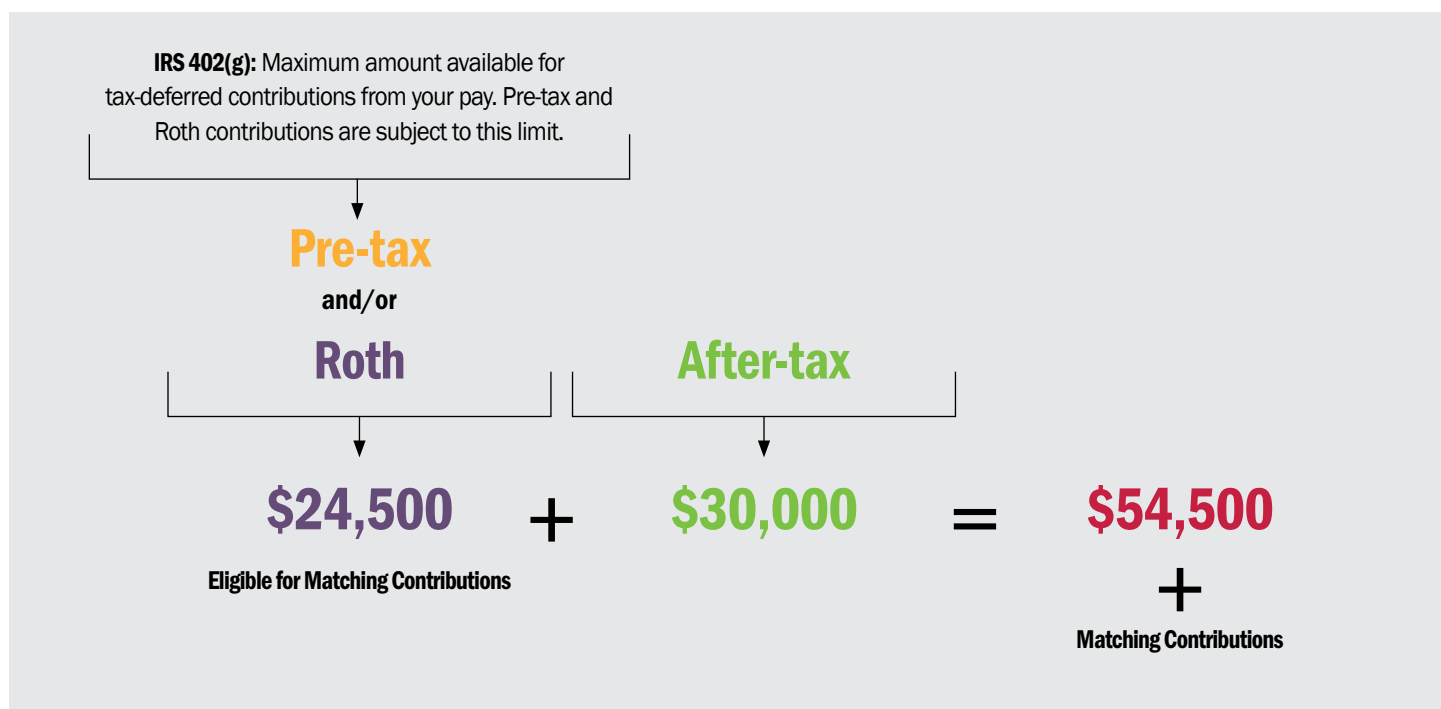 IRS 402(g): Maximum amount available for
tax-deferred contributions from your pay. Pre-tax and
Roth contributions are subject to this limit.
Pre-tax
and/or
Roth
After-tax
$24,500 + $30,000 = $54,500
Eligible for Matching Contributions
+
Matching Contributions